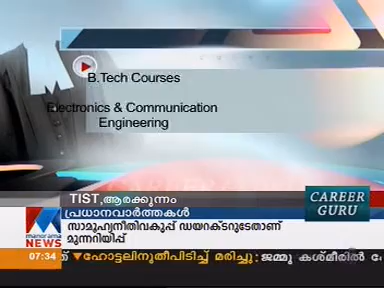 B.Tech Courses
Electronics & Communication
Engineering
TIST,ആരക്കുന്നം
CAREER
GURU
പ്രധാനവാർത്തകൾ
സാമൂഹ്യനീതിവകുപ്പ് ഡയറക്ടറുടേതാണ്
മുന്നറിയിപ്പ്
manorama
NEWS
07:34 ത് ▼ഹോട്ടലിനുതീപിടിച്ച് മരിച്ചു: ജമ്മു കശ്മീരിൽ